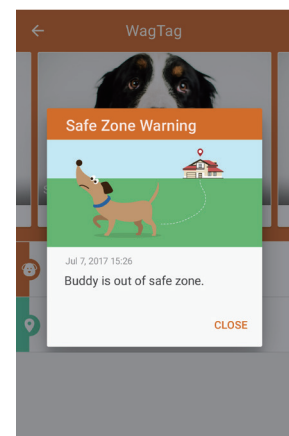 WagTag
Safe Zone Warning
Jul 7, 2017 15:26
Buddy is out of safe zone.
CLOSE